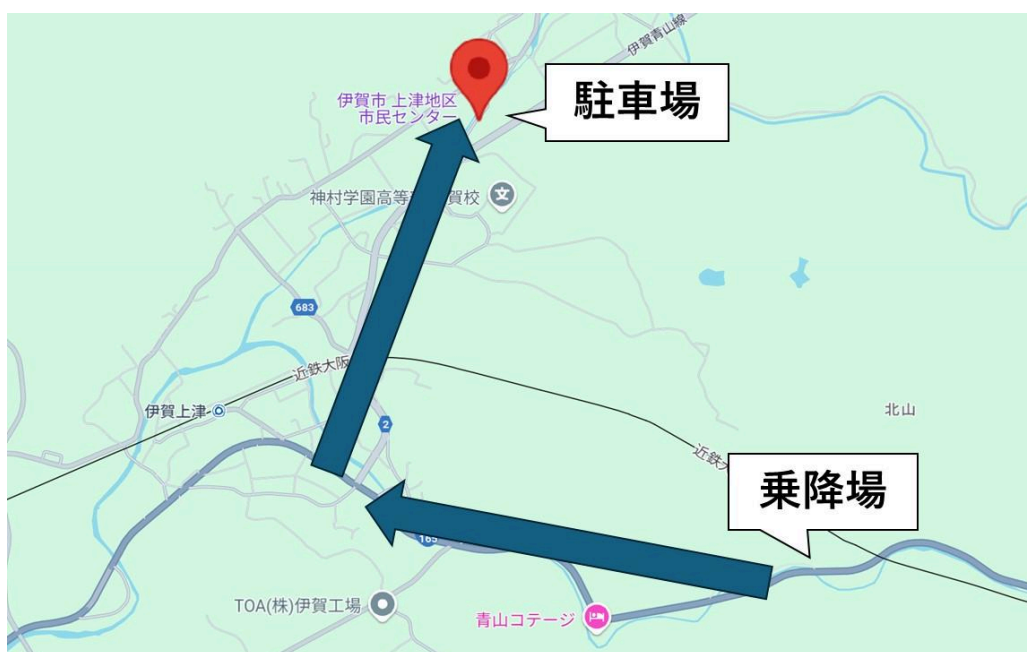 伊賀青山線
伊賀市 上津地区
市民センター
駐車場
神村学園高等
賀校
683
近鉄大阪
伊賀上津
2
北山
近鉄大
乗降場
165
TOA(株)伊賀工場
青山コテージ